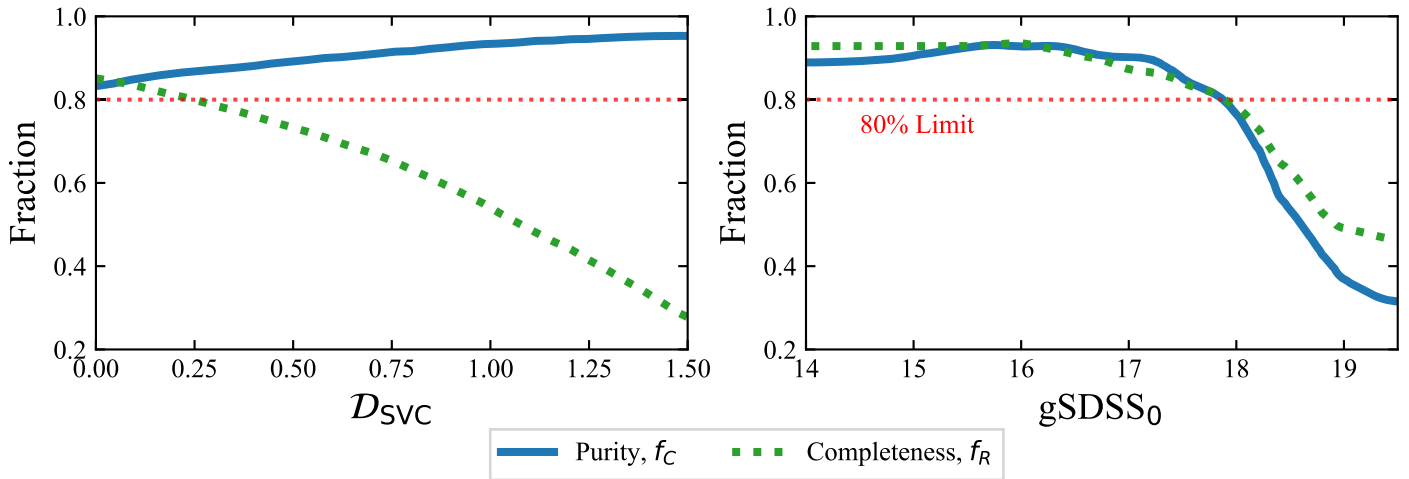 1.0
0.8
0.6
0.4
0.2
Fraction
0.00 0.25 0.50 0.75 1.00 1.25 1.50
𝒟SVC
1.0
0.8
0.6
0.4
0.2
Fraction
80% Limit
14 15 16 17 18 19
gSDSS0
Purity, fC Completeness, fR